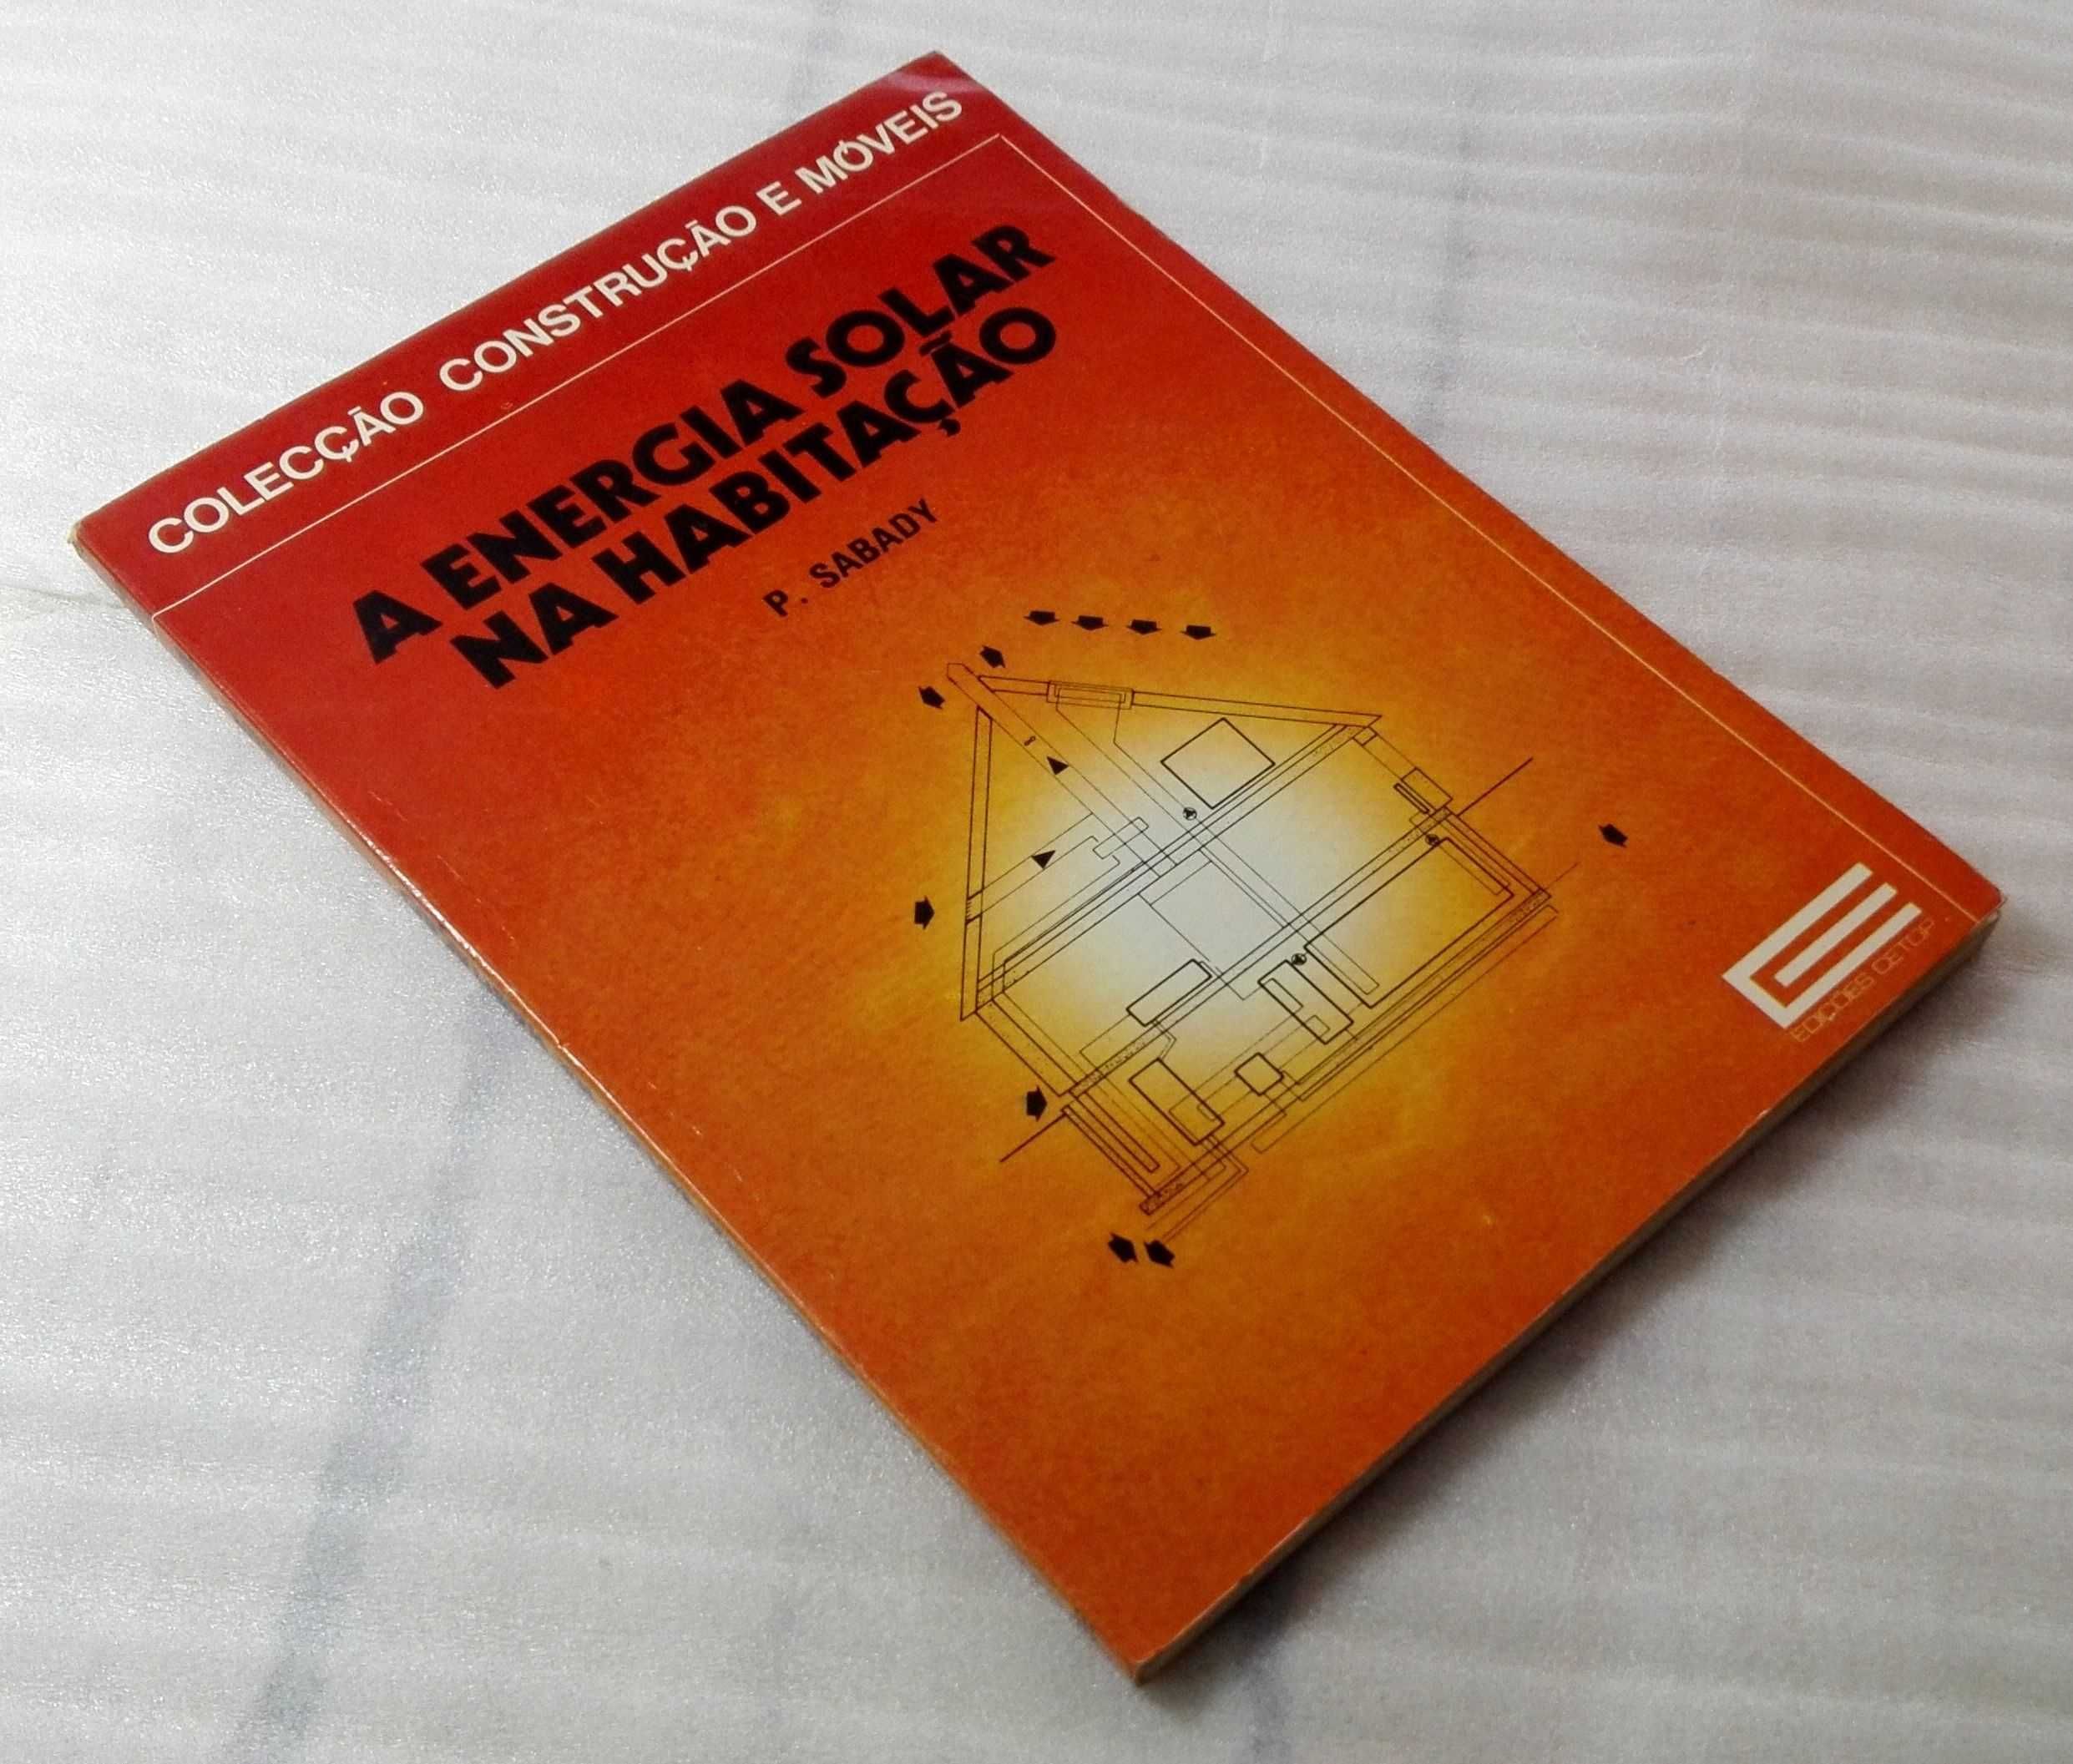 COLECÇÃO CONSTRUÇÃO E MÓVEIS
A ENERGIA SOLAR
NA HABITAÇÃO
P. SABADY
EDIÇÕES CETOP